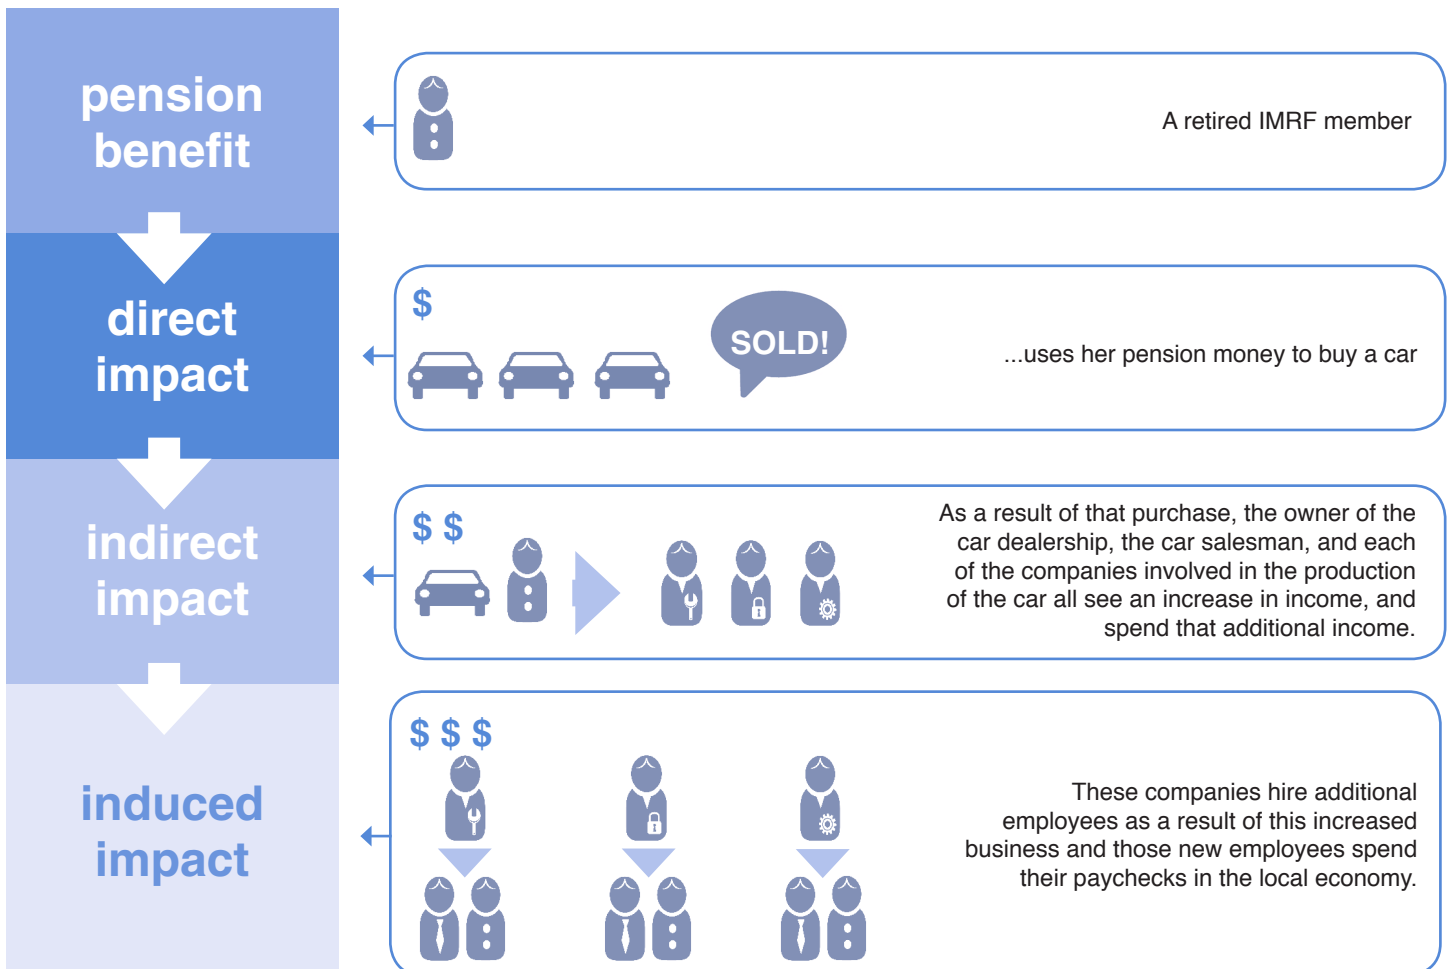 pension
benefit
A retired IMRF member
direct
impact
$
SOLD!
...uses her pension money to buy a car
indirect
impact
$ $
As a result of that purchase, the owner of the
car dealership, the car salesman, and each
of the companies involved in the production
of the car all see an increase in income, and
spend that additional income.
induced
impact
$ $ $
These companies hire additional
employees as a result of this increased
business and those new employees spend
their paychecks in the local economy.